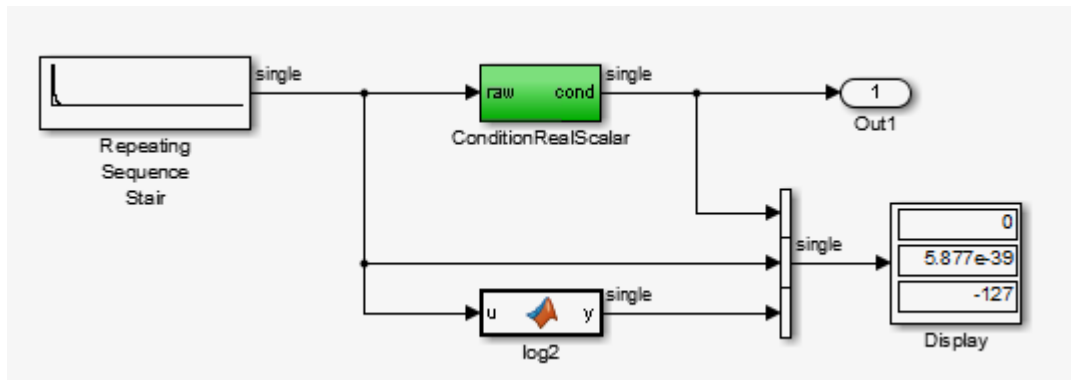 single
Repeating
Sequence
Stair
raw cond
single
ConditionRealScalar
1
Out1
single
u y
single
log2
0
5.877e-39
-127
Display